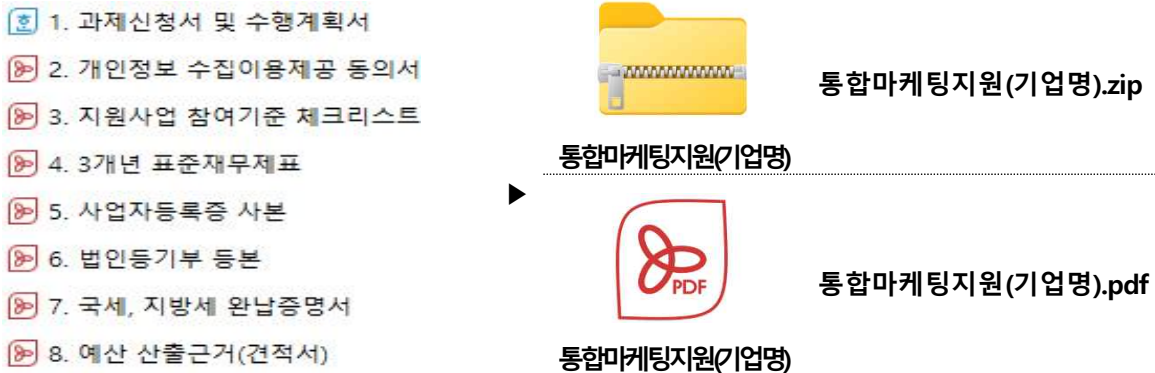 호 1. 과제신청서 및 수행계획서
2. 개인정보 수집이용제공 동의서
3. 지원사업 참여기준 체크리스트
4. 3개년 표준재무제표
5. 사업자등록증 사본
6. 법인등기부 등본
7. 국세, 지방세 완납증명서
8. 예산 산출근거(견적서)
▶
통합마케팅지원(기업명).zip
통합마케팅지원(기업명)
PDF
통합마케팅지원(기업명).pdf
통합마케팅지원(기업명)